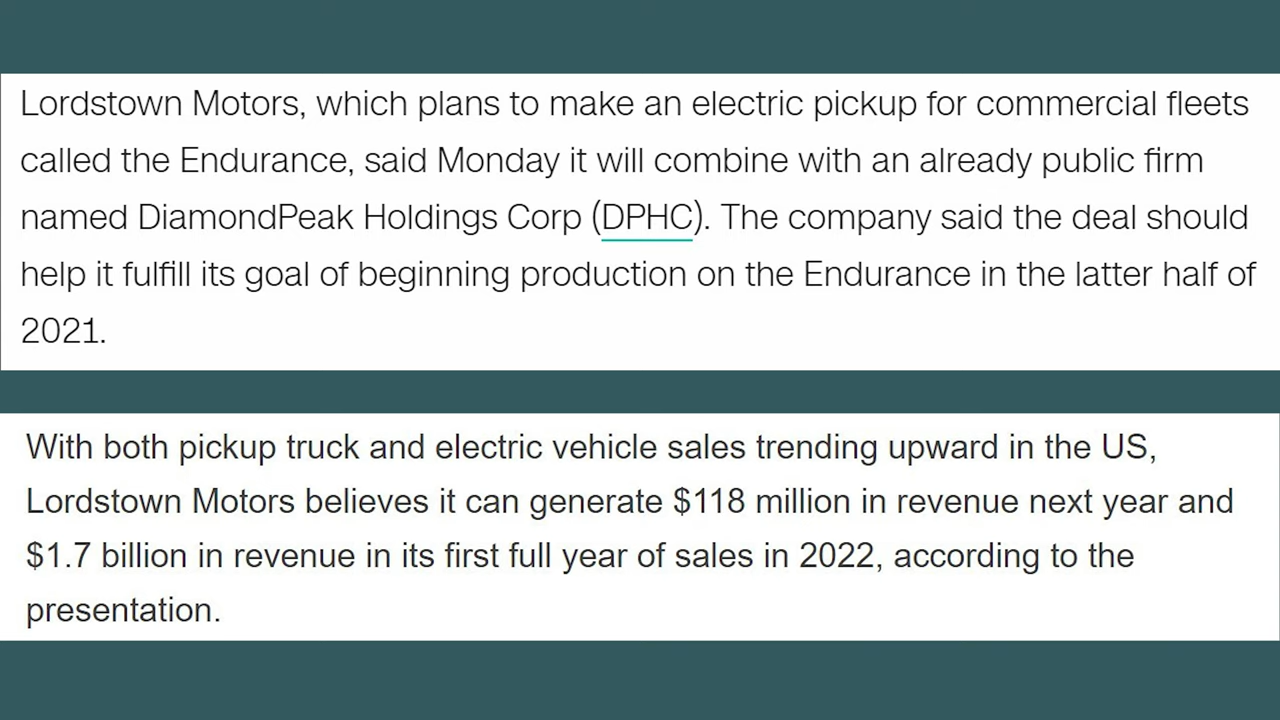 Lordstown Motors, which plans to make an electric pickup for commercial fleets
called the Endurance, said Monday it will combine with an already public firm
named DiamondPeak Holdings Corp (DPHC). The company said the deal should
help it fulfill its goal of beginning production on the Endurance in the latter half of
2021.
With both pickup truck and electric vehicle sales trending upward in the US,
Lordstown Motors believes it can generate $118 million in revenue next year and
$1.7 billion in revenue in its first full year of sales in 2022, according to the
presentation.